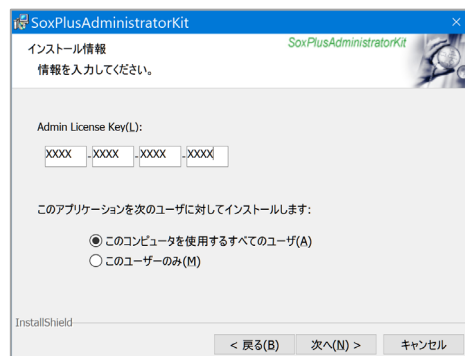 SoxPlusAdministratorKit
インストール情報
SoxPlusAdministratorKit
情報を入力してください。
Admin License Key(L):
XXXX - XXXX - XXXX - XXXX
このアプリケーションを次のユーザに対してインストールします:
このコンピュータを使用するすべてのユーザ(A)
このユーザーのみ(M)
InstallShield
< 戻る(B)
次へ(N) >
キャンセル